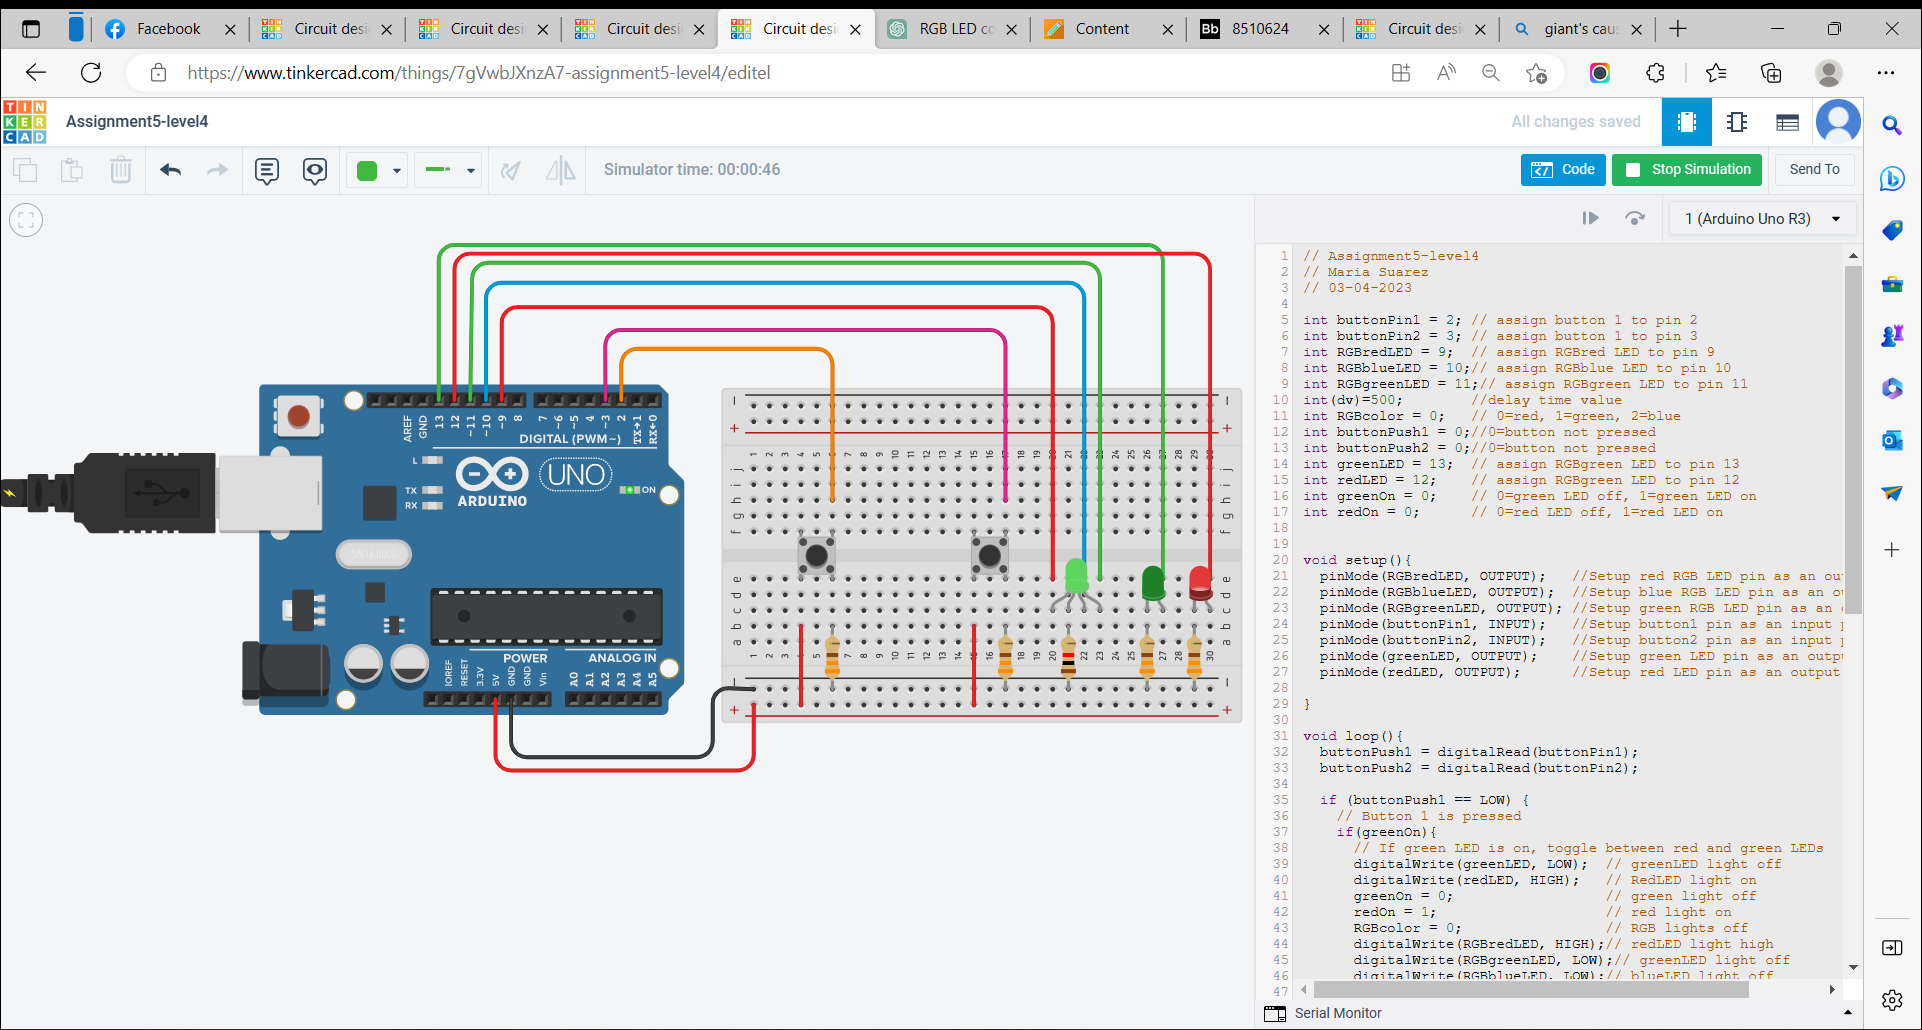 Facebook
Circuit desi
Circuit desi
Circuit desi
Circuit desi
RGB LED co
Content
Bb 8510624
Circuit desi
giant's caus
https://www.tinkercad.com/things/7gVwbJXnzA7-assignment5-level4/editel
TIN
KER
CAD
Assignment5-level4
All changes saved
Simulator time: 00:00:46
Code
Stop Simulation
Send To
1 (Arduino Uno R3)
AREF
GND
13
12
~11
~10
~9
8
7
~6
~5
4
~3
2
TX→1
RX←0
DIGITAL (PWM~)
L
TX
RX
ARDUINO
UNO
ON
POWER
ANALOG IN
IOREF
RESET
3.3V
5V
GND
GND
Vin
A0
A1
A2
A3
A4
A5
1 // Assignment5-level4
2 // Maria Suarez
3 // 03-04-2023
4
5 int buttonPin1 = 2; // assign button 1 to pin 2
6 int buttonPin2 = 3; // assign button 1 to pin 3
7 int RGBredLED = 9;  // assign RGBred LED to pin 9
8 int RGBblueLED = 10;// assign RGBblue LED to pin 10
9 int RGBgreenLED = 11;// assign RGBgreen LED to pin 11
10 int(dv)=500;        //delay time value
11 int RGBcolor = 0;   // 0=red, 1=green, 2=blue
12 int buttonPush1 = 0;//0=button not pressed
13 int buttonPush2 = 0;//0=button not pressed
14 int greenLED = 13;  // assign RGBgreen LED to pin 13
15 int redLED = 12;    // assign RGBgreen LED to pin 12
16 int greenOn = 0;    // 0=green LED off, 1=green LED on
17 int redOn = 0;      // 0=red LED off, 1=red LED on
18
19
20 void setup(){
21   pinMode(RGBredLED, OUTPUT);   //Setup red RGB LED pin as an ou
22   pinMode(RGBblueLED, OUTPUT);  //Setup blue RGB LED pin as an o
23   pinMode(RGBgreenLED, OUTPUT); //Setup green RGB LED pin as an
24   pinMode(buttonPin1, INPUT);   //Setup button1 pin as an input p
25   pinMode(buttonPin2, INPUT);   //Setup button2 pin as an input p
26   pinMode(greenLED, OUTPUT);    //Setup green LED pin as an outp
27   pinMode(redLED, OUTPUT);      //Setup red LED pin as an output
28
29 }
30
31 void loop(){
32   buttonPush1 = digitalRead(buttonPin1);
33   buttonPush2 = digitalRead(buttonPin2);
34
35   if (buttonPush1 == LOW) {
36     // Button 1 is pressed
37     if(greenOn){
38       // If green LED is on, toggle between red and green LEDs
39       digitalWrite(greenLED, LOW);  // greenLED light off
40       digitalWrite(redLED, HIGH);   // RedLED light on
41       greenOn = 0;                  // green light off
42       redOn = 1;                    // red light on
43       RGBcolor = 0;                 // RGB lights off
44       digitalWrite(RGBredLED, HIGH);// redLED light high
45       digitalWrite(RGBgreenLED, LOW);// greenLED light off
46       digitalWrite(RGBblueLED, LOW);// blueLED light off
47
Serial Monitor